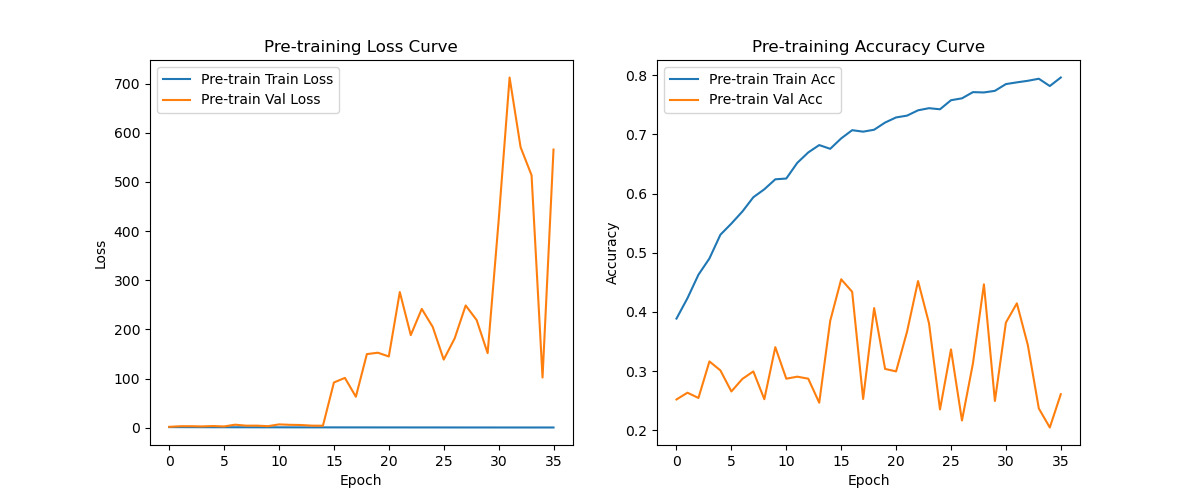 Pre-training Loss Curve
Pre-train Train Loss
Pre-train Val Loss
700
600
500
400
300
200
100
0
Loss
0 5 10 15 20 25 30 35
Epoch
Pre-training Accuracy Curve
Pre-train Train Acc
Pre-train Val Acc
0.8
0.7
0.6
0.5
0.4
0.3
0.2
Accuracy
0 5 10 15 20 25 30 35
Epoch